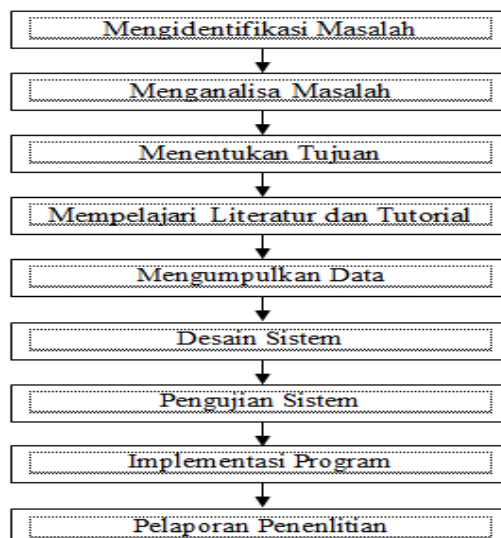 Mengidentifikasi Masalah
Menganalisa Masalah
Menentukan Tujuan
Mempelajari Literatur dan Tutorial
Mengumpulkan Data
Desain Sistem
Pengujian Sistem
Implementasi Program
Pelaporan Penenlitian